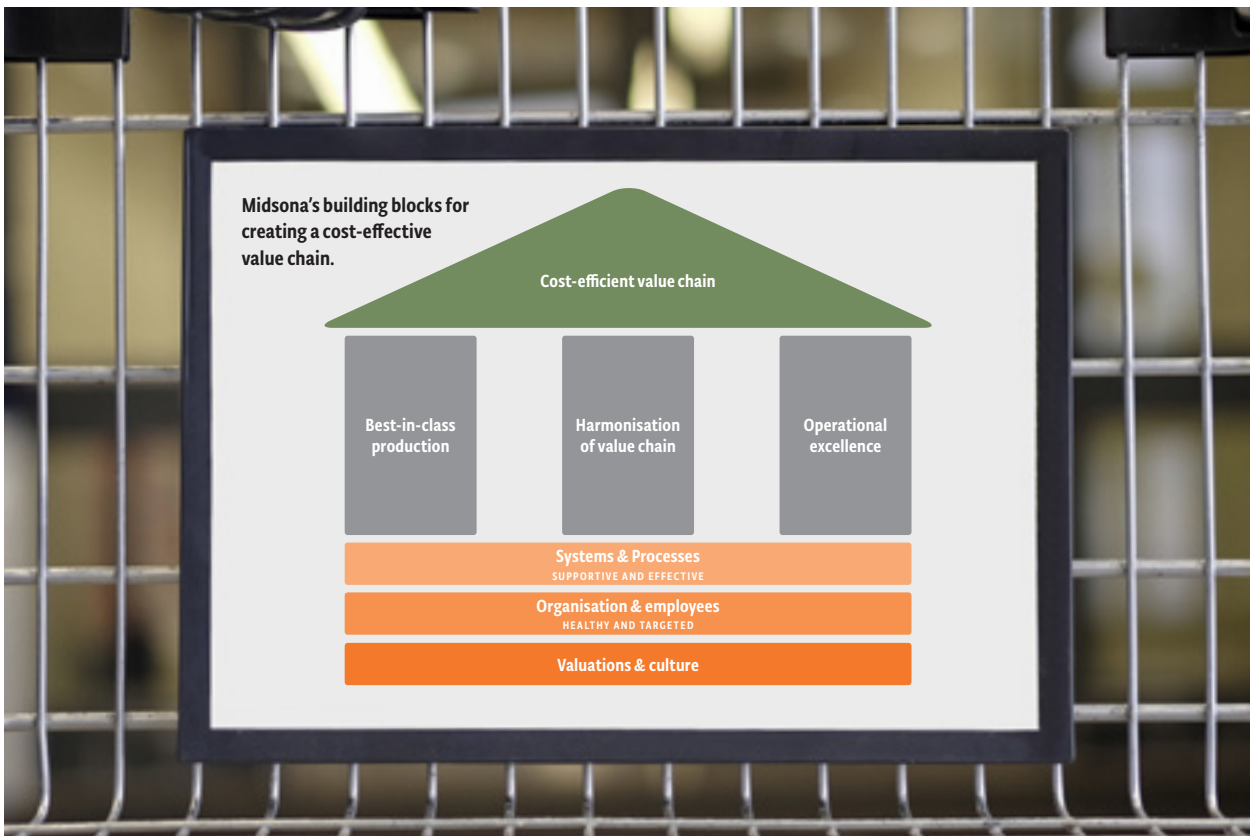 Midsona’s building blocks for
creating a cost-effective
value chain.
Cost-efficient value chain
Best-in-class
production
Harmonisation
of value chain
Operational
excellence
Systems & Processes
SUPPORTIVE AND EFFECTIVE
Organisation & employees
HEALTHY AND TARGETED
Valuations & culture